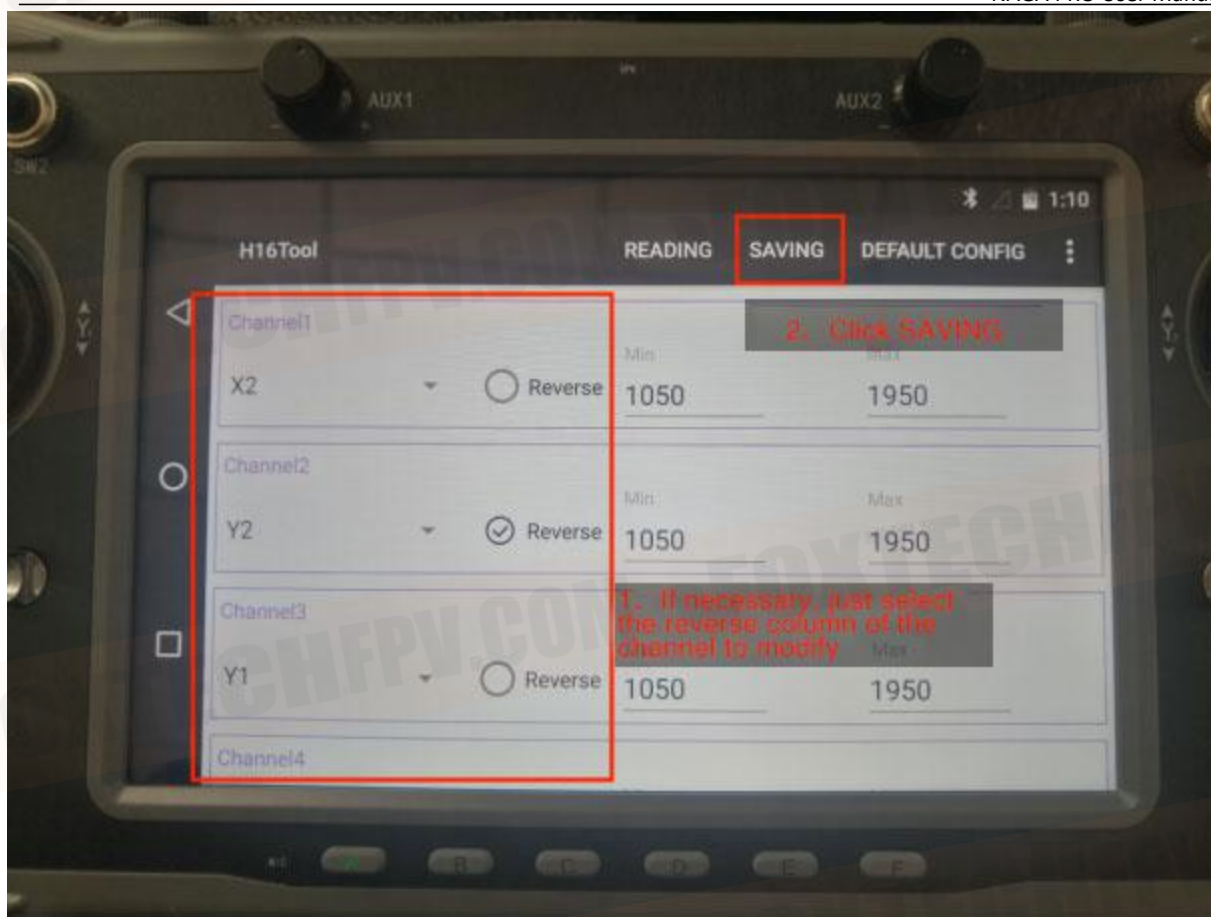 AUX1
AUX2
SW2
1:10
H16Tool READING SAVING DEFAULT CONFIG
Channel1
2. Click SAVING
Min Max
X2 Reverse 1050 1950
Channel2
Min Max
Y2 Reverse 1050 1950
Channel3
1. If necessary, just select
the reverse column of the
channel to modify
Max
Y1 Reverse 1050 1950
Channel4
B C D E F